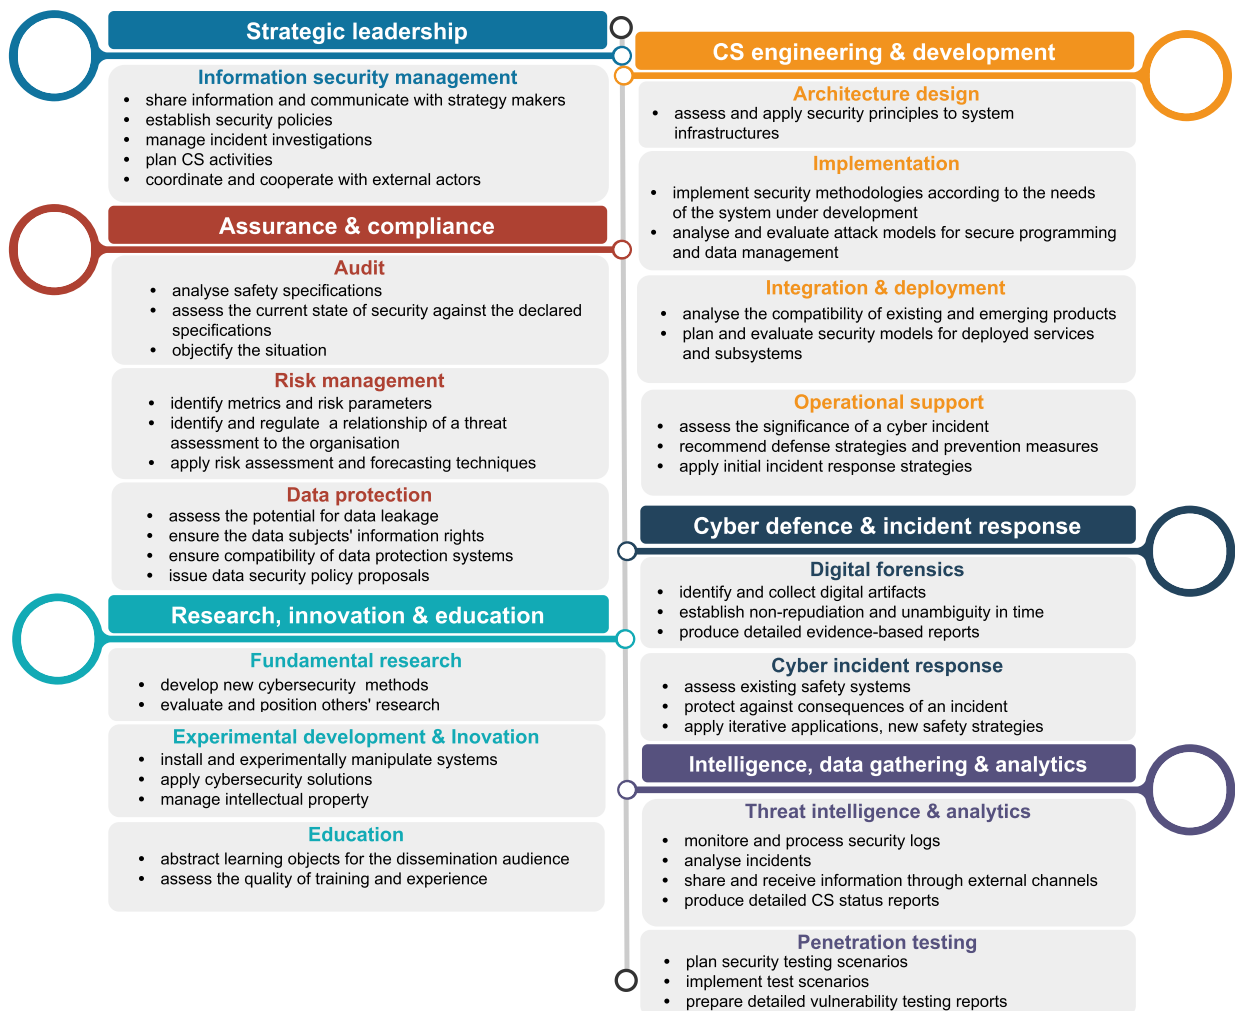 Strategic leadership
Information security management
• share information and communicate with strategy makers
• establish security policies
• manage incident investigations
• plan CS activities
• coordinate and cooperate with external actors
Assurance & compliance
Audit
• analyse safety specifications
• assess the current state of security against the declared
specifications
• objectify the situation
Risk management
• identify metrics and risk parameters
• identify and regulate  a relationship of a threat
assessment to the organisation
• apply risk assessment and forecasting techniques
Data protection
• assess the potential for data leakage
• ensure the data subjects' information rights
• ensure compatibility of data protection systems
• issue data security policy proposals
Research, innovation & education
Fundamental research
• develop new cybersecurity  methods
• evaluate and position others' research
Experimental development & Inovation
• install and experimentally manipulate systems
• apply cybersecurity solutions
• manage intellectual property
Education
• abstract learning objects for the dissemination audience
• assess the quality of training and experience
CS engineering & development
Architecture design
• assess and apply security principles to system
infrastructures
Implementation
• implement security methodologies according to the needs
of the system under development
• analyse and evaluate attack models for secure programming
and data management
Integration & deployment
• analyse the compatibility of existing and emerging products
• plan and evaluate security models for deployed services
and subsystems
Operational support
• assess the significance of a cyber incident
• recommend defense strategies and prevention measures
• apply initial incident response strategies
Cyber defence & incident response
Digital forensics
• identify and collect digital artifacts
• establish non-repudiation and unambiguity in time
• produce detailed evidence-based reports
Cyber incident response
• assess existing safety systems
• protect against consequences of an incident
• apply iterative applications, new safety strategies
Intelligence, data gathering & analytics
Threat intelligence & analytics
• monitore and process security logs
• analyse incidents
• share and receive information through external channels
• produce detailed CS status reports
Penetration testing
• plan security testing scenarios
• implement test scenarios
• prepare detailed vulnerability testing reports